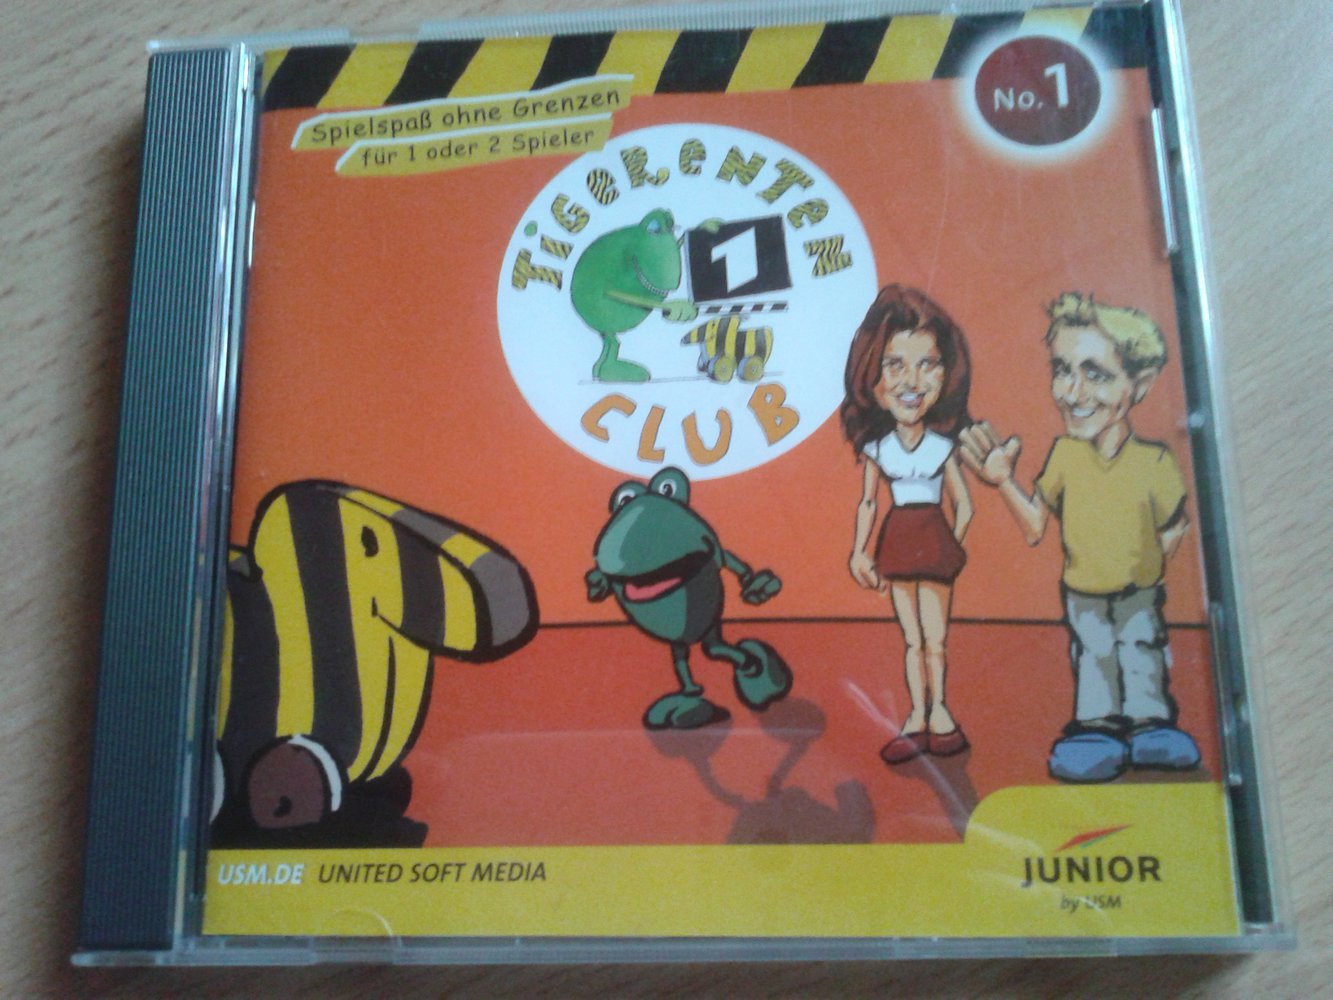 Spielspaß ohne Grenzen
für 1 oder 2 Spieler
No. 1
TiGERENTEN
1
CLUB
USM.DE UNITED SOFT MEDIA
JUNIOR
by USM